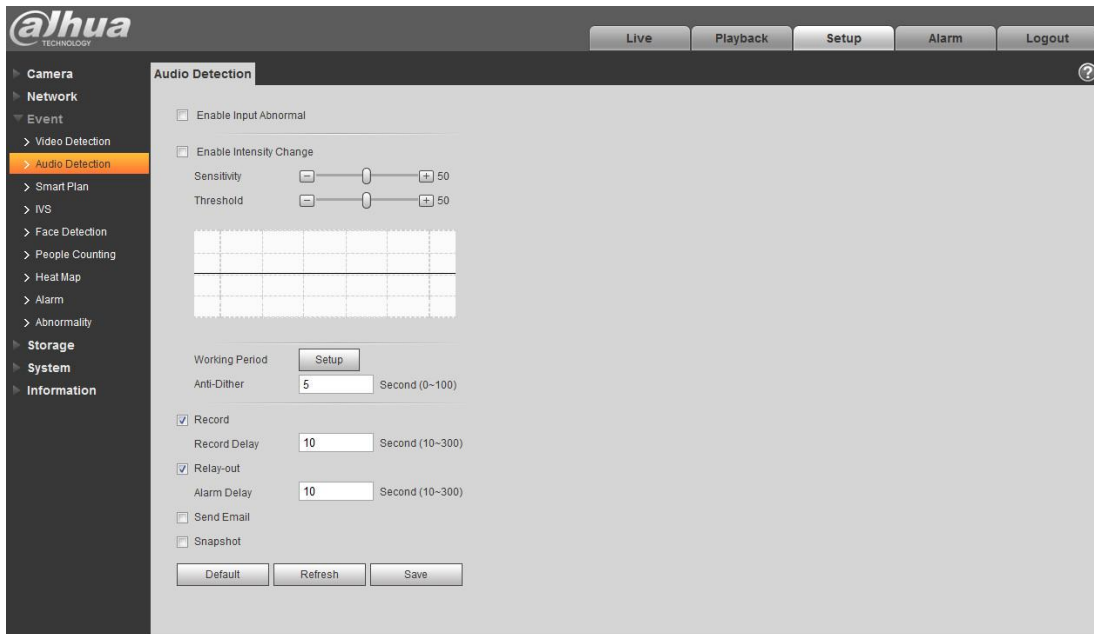 alhua
TECHNOLOGY
Live Playback Setup Alarm Logout
Camera
Network
Event
Video Detection
Audio Detection
Smart Plan
IVS
Face Detection
People Counting
Heat Map
Alarm
Abnormality
Storage
System
Information
Audio Detection
Enable Input Abnormal
Enable Intensity Change
Sensitivity 50
Threshold 50
Working Period Setup
Anti-Dither 5 Second (0~100)
Record
Record Delay 10 Second (10~300)
Relay-out
Alarm Delay 10 Second (10~300)
Send Email
Snapshot
Default Refresh Save